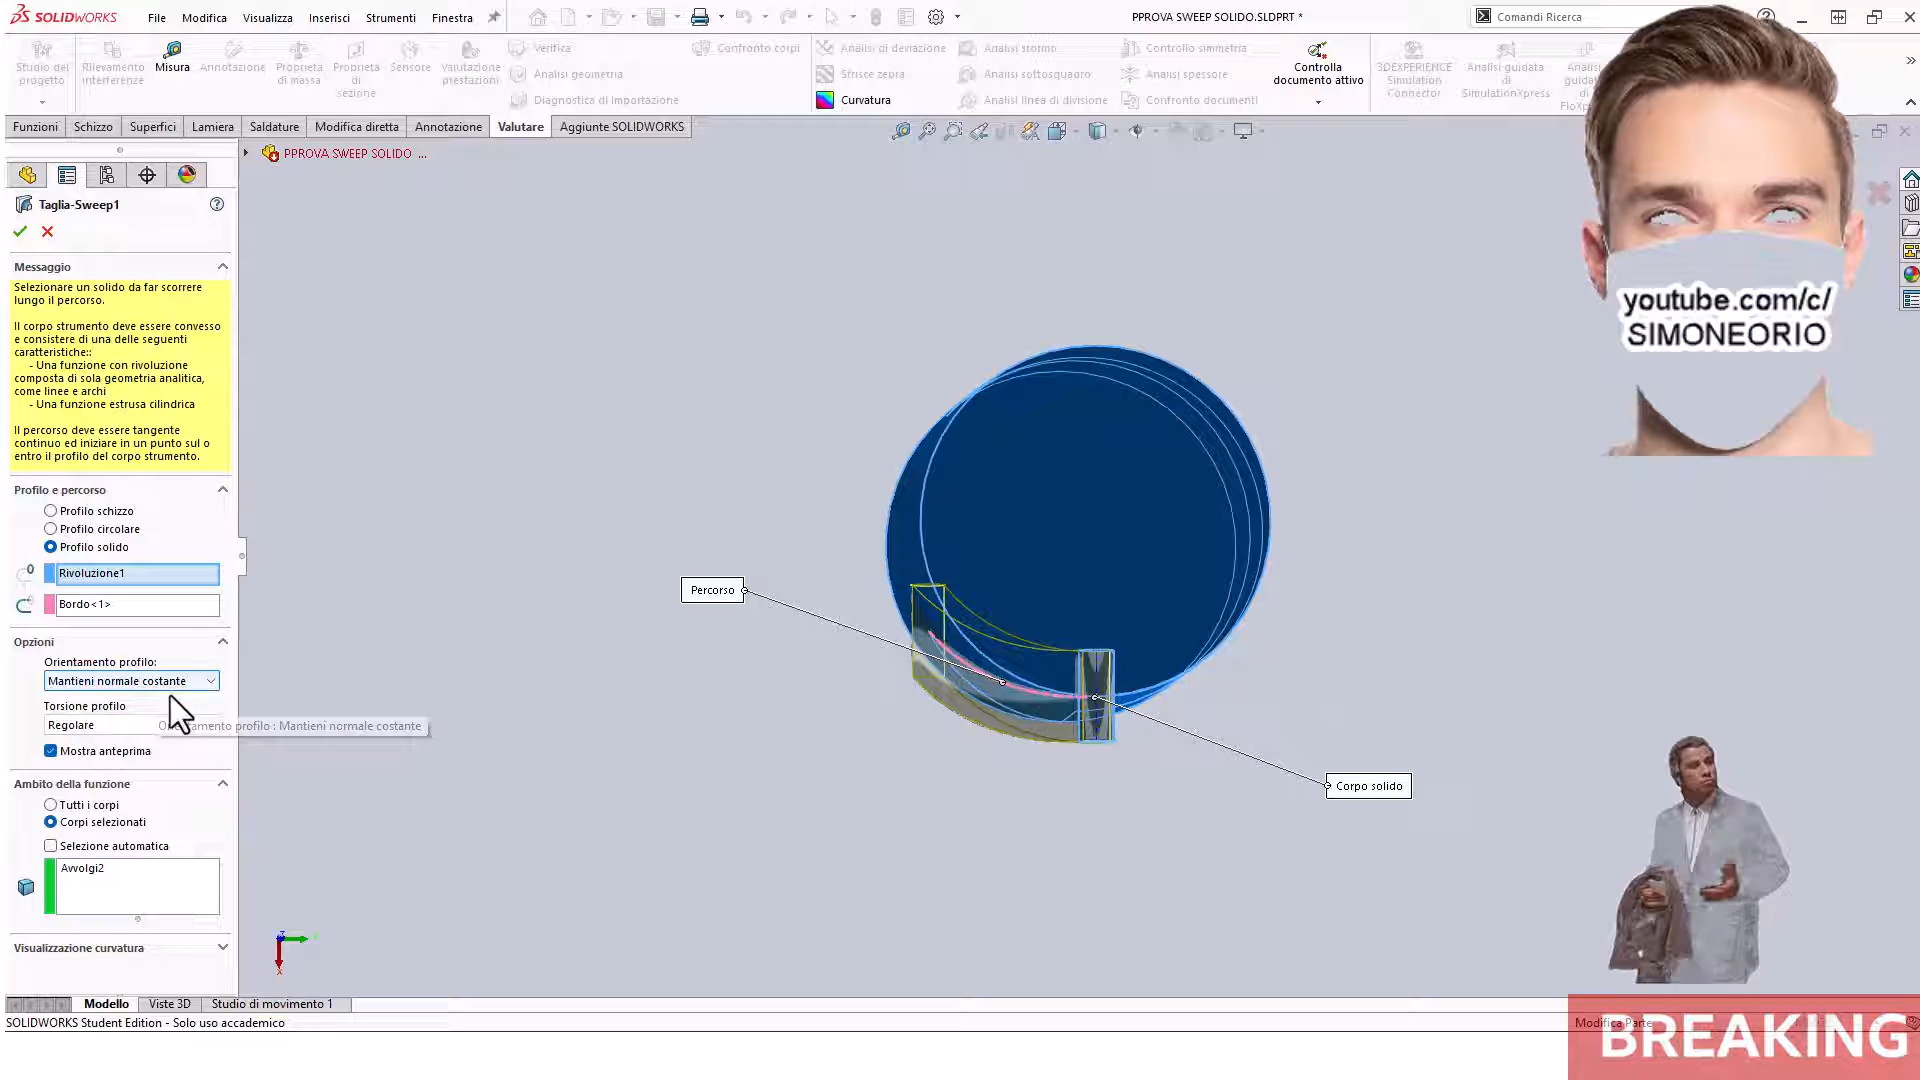 SOLIDWORKS
File Modifica Visualizza Inserisci Strumenti Finestra
PPROVA SWEEP SOLIDO.SLDPRT *
Comandi Ricerca
Studio del progetto
Rilevamento interferenze
Misura
Annotazione
Proprietà di massa
Proprietà di sezione
Sensore
Valutazione prestazioni
Verifica
Analisi geometria
Diagnostica di importazione
Confronto corpi
Analisi di deviazione
Strisce zebra
Curvatura
Analisi sformo
Analisi sottosquadro
Analisi linea di divisione
Controllo simmetria
Analisi spessore
Confronto documenti
Controlla documento attivo
3DEXPERIENCE Simulation Connector
Analisi guidata di SimulationXpress
Analisi guida di FloXp
Funzioni Schizzo Superfici Lamiera Saldature Modifica diretta Annotazione Valutare Aggiunte SOLIDWORKS
PPROVA SWEEP SOLIDO ...
Taglia-Sweep1
Messaggio
Selezionare un solido da far scorrere
lungo il percorso.
Il corpo strumento deve essere convesso
e consistere di una delle seguenti
caratteristiche::
- Una funzione con rivoluzione
composta di sola geometria analitica,
come linee e archi
- Una funzione estrusa cilindrica
Il percorso deve essere tangente
continuo ed iniziare in un punto sul o
entro il profilo del corpo strumento.
Profilo e percorso
Profilo schizzo
Profilo circolare
Profilo solido
Rivoluzione1
Bordo<1>
Opzioni
Orientamento profilo:
Mantieni normale costante
Torsione profilo
Regolare
Orientamento profilo : Mantieni normale costante
Mostra anteprima
Ambito della funzione
Tutti i corpi
Corpi selezionati
Selezione automatica
Avvolgi2
Visualizzazione curvatura
Percorso
Corpo solido
youtube.com/c/
SIMONEORIO
Modello Viste 3D Studio di movimento 1
SOLIDWORKS Student Edition - Solo uso accademico
Modifica Parte
BREAKING